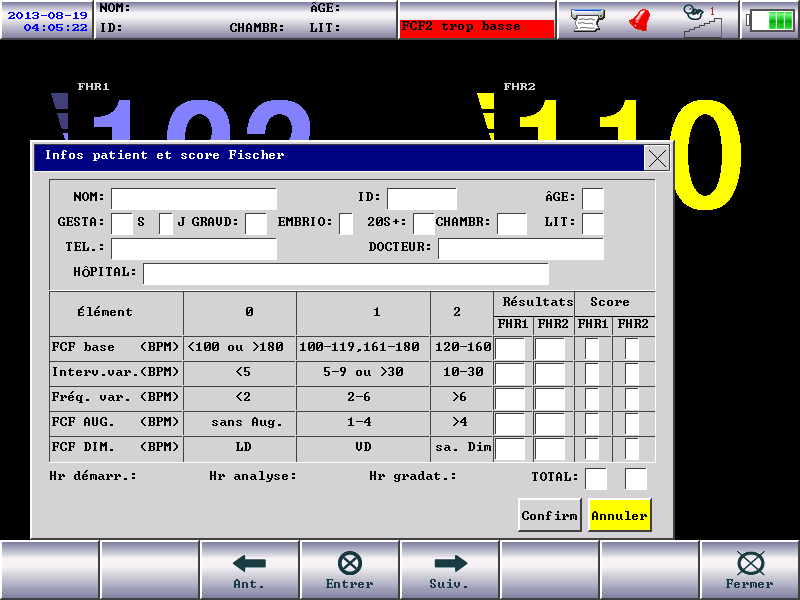 2013-08-19
04:05:22
NOM: ÂGE:
ID: CHAMBR: LIT:
FCF2 trop basse
1
FHR1 FHR2
110
Infos patient et score Fischer
NOM: ID: ÂGE:
GESTA: S J GRAVD: EMBRIO: 20S+: CHAMBR: LIT:
TEL.: DOCTEUR:
HÔPITAL:
Élément 0 1 2 Résultats Score
FHR1 FHR2 FHR1 FHR2
FCF base (BPM) <100 ou >180 100-119,161-180 120-160
Interv.var.(BPM) <5 5-9 ou >30 10-30
Fréq. var. (BPM) <2 2-6 >6
FCF AUG. (BPM) sans Aug. 1-4 >4
FCF DIM. (BPM) LD VD sa. Dim
Hr démarr.: Hr analyse: Hr gradat.: TOTAL:
Confirm Annuler
Ant. Entrer Suiv. Fermer